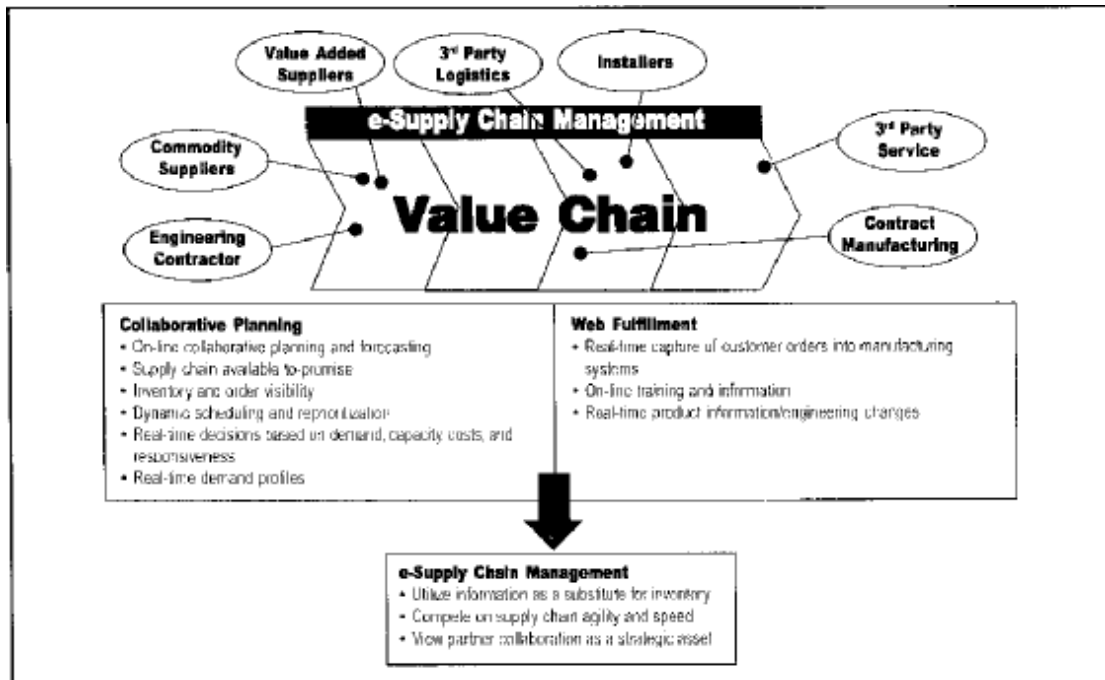 Value Added
Suppliers
3rd Party
Logistics
Installers
e-Supply Chain Management
Commodity
Suppliers
3rd Party
Service
Value Chain
Engineering
Contractor
Contract
Manufacturing
Collaborative Planning
• On-line collaborative planning and forecasting
• Supply chain available to-promise
• Inventory and order visibility
• Dynamic scheduling and reprioritization
• Real-time decisions based on demand, capacity costs, and
responsiveness
• Real-time demand profiles
Web Fulfillment
• Real-time capture of customer orders into manufacturing
systems
• On-line training and information
• Real-time product information/engineering changes
e-Supply Chain Management
• Utilize information as a substitute for inventory
• Compete on supply chain agility and speed
• View partner collaboration as a strategic asset